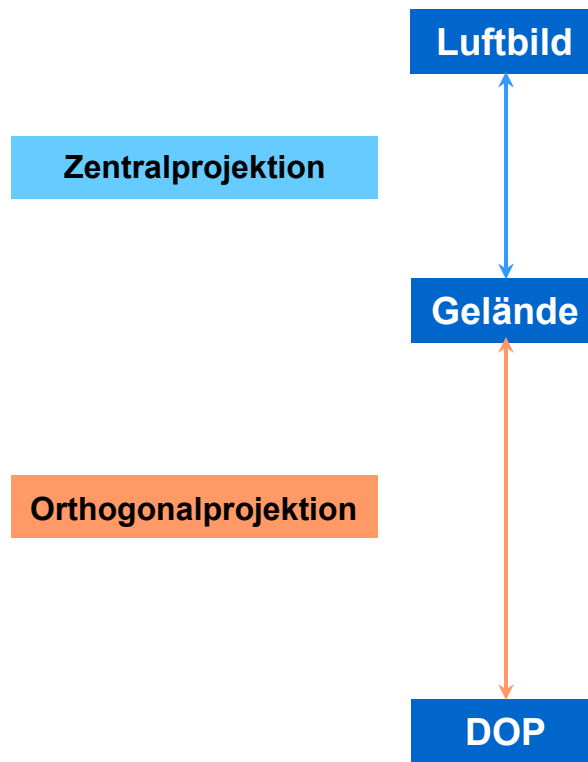 Luftbild
Zentralprojektion
Gelände
Orthogonalprojektion
DOP